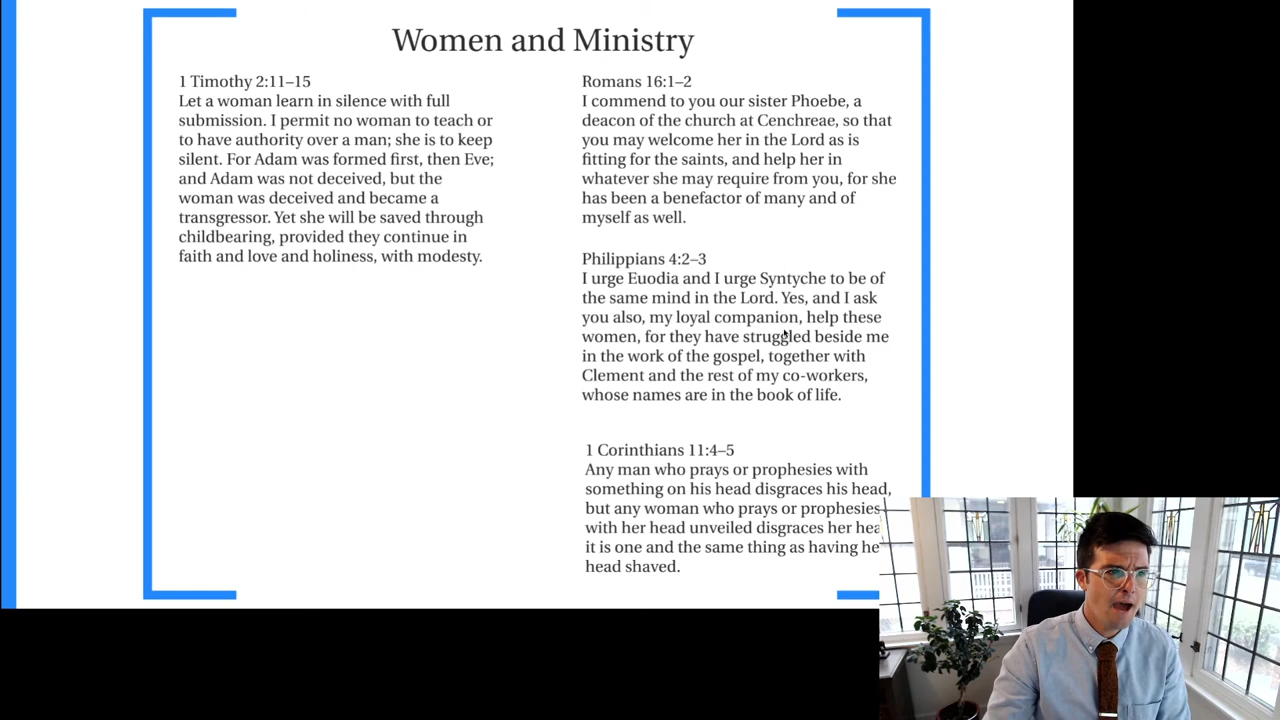 Women and Ministry
1 Timothy 2:11–15
Let a woman learn in silence with full
submission. I permit no woman to teach or
to have authority over a man; she is to keep
silent. For Adam was formed first, then Eve;
and Adam was not deceived, but the
woman was deceived and became a
transgressor. Yet she will be saved through
childbearing, provided they continue in
faith and love and holiness, with modesty.
Romans 16:1–2
I commend to you our sister Phoebe, a
deacon of the church at Cenchreae, so that
you may welcome her in the Lord as is
fitting for the saints, and help her in
whatever she may require from you, for she
has been a benefactor of many and of
myself as well.
Philippians 4:2–3
I urge Euodia and I urge Syntyche to be of
the same mind in the Lord. Yes, and I ask
you also, my loyal companion, help these
women, for they have struggled beside me
in the work of the gospel, together with
Clement and the rest of my co-workers,
whose names are in the book of life.
1 Corinthians 11:4–5
Any man who prays or prophesies with
something on his head disgraces his head,
but any woman who prays or prophesies
with her head unveiled disgraces her
it is one and the same thing as having
head shaved.